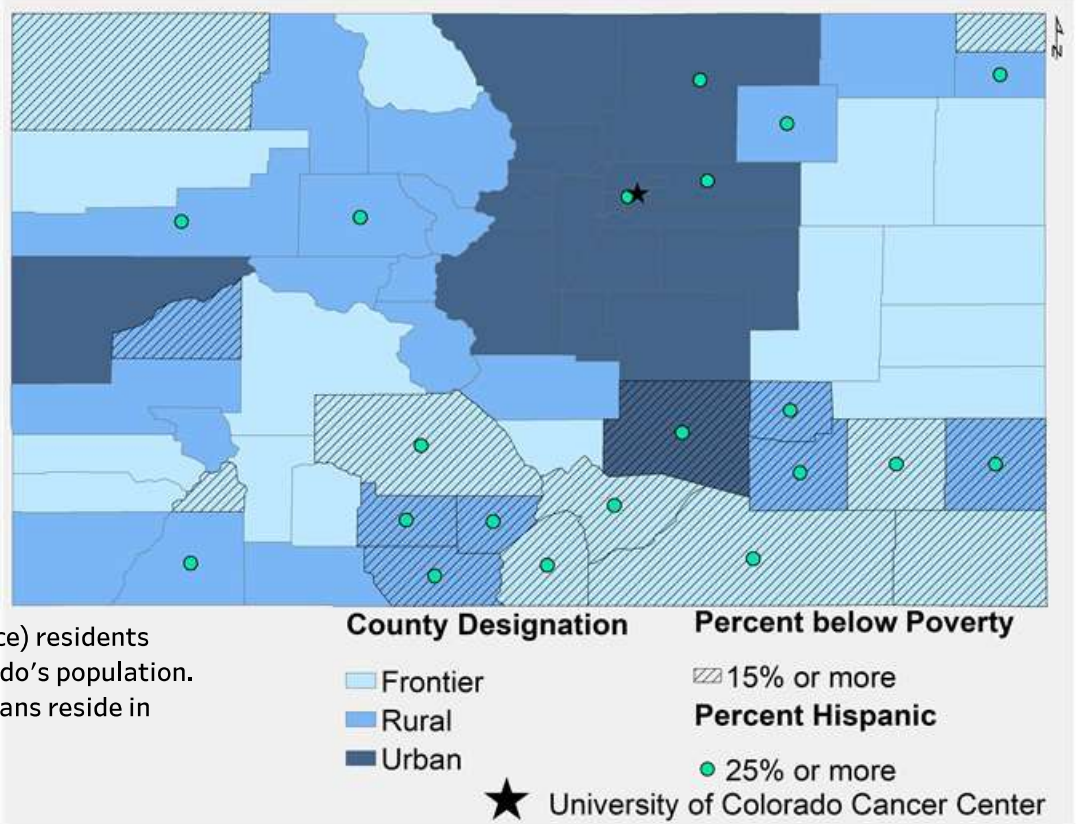 N
ce) residents
do's population.
ans reside in
County Designation
Frontier
Rural
Urban
Percent below Poverty
15% or more
Percent Hispanic
25% or more
University of Colorado Cancer Center